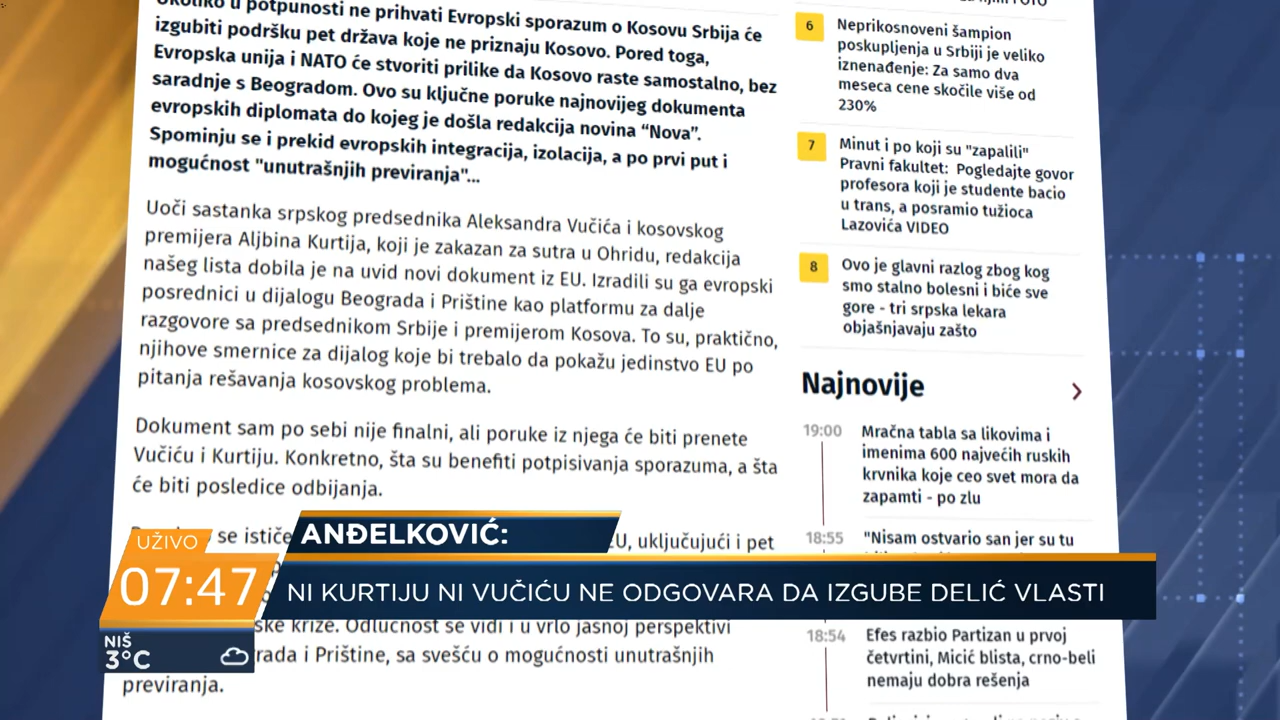 Ukoliko u potpunosti ne prihvati Evropski sporazum o Kosovu Srbija će
izgubiti podršku pet država koje ne priznaju Kosovo. Pored toga,
Evropska unija i NATO će stvoriti prilike da Kosovo raste samostalno, bez
saradnje s Beogradom. Ovo su ključne poruke najnovijeg dokumenta
evropskih diplomata do kojeg je došla redakcija novina “Nova”.
Spominju se i prekid evropskih integracija, izolacija, a po prvi put i
mogućnost "unutrašnjih previranja"...
Uoči sastanka srpskog predsednika Aleksandra Vučića i kosovskog
premijera Aljbina Kurtija, koji je zakazan za sutra u Ohridu, redakcija
našeg lista dobila je na uvid novi dokument iz EU. Izradili su ga evropski
posrednici u dijalogu Beograda i Prištine kao platformu za dalje
razgovore sa predsednikom Srbije i premijerom Kosova. To su, praktično,
njihove smernice za dijalog koje bi trebalo da pokažu jedinstvo EU po
pitanja rešavanja kosovskog problema.
Dokument sam po sebi nije finalni, ali poruke iz njega će biti prenete
Vučiću i Kurtiju. Konkretno, šta su benefiti potpisivanja sporazuma, a šta
će biti posledice odbijanja.
se ističe EU, uključujući i pet
krize. Odlučnost se vidi i u vrlo jasnoj perspektivi
i Prištine, sa svešću o mogućnosti unutrašnjih
previranja.
6
Neprikosnoveni šampion
poskupljenja u Srbiji je veliko
iznenađenje: Za samo dva
meseca cene skočile više od
230%
7
Minut i po koji su "zapalili"
Pravni fakultet: Pogledajte govor
profesora koji je studente bacio
u trans, a posramio tužioca
Lazovića VIDEO
8
Ovo je glavni razlog zbog kog
smo stalno bolesni i biće sve
gore - tri srpska lekara
objašnjavaju zašto
Najnovije
19:00
Mračna tabla sa likovima i
imenima 600 najvećih ruskih
krvnika koje ceo svet mora da
zapamti - po zlu
18:55
"Nisam ostvario san jer su tu
18:54
Efes razbio Partizan u prvoj
četvrtini, Micić blista, crno-beli
nemaju dobra rešenja
UŽIVO
07:47
NIŠ
3°C
ANĐELKOVIĆ:
NI KURTIJU NI VUČIĆU NE ODGOVARA DA IZGUBE DELIĆ VLASTI